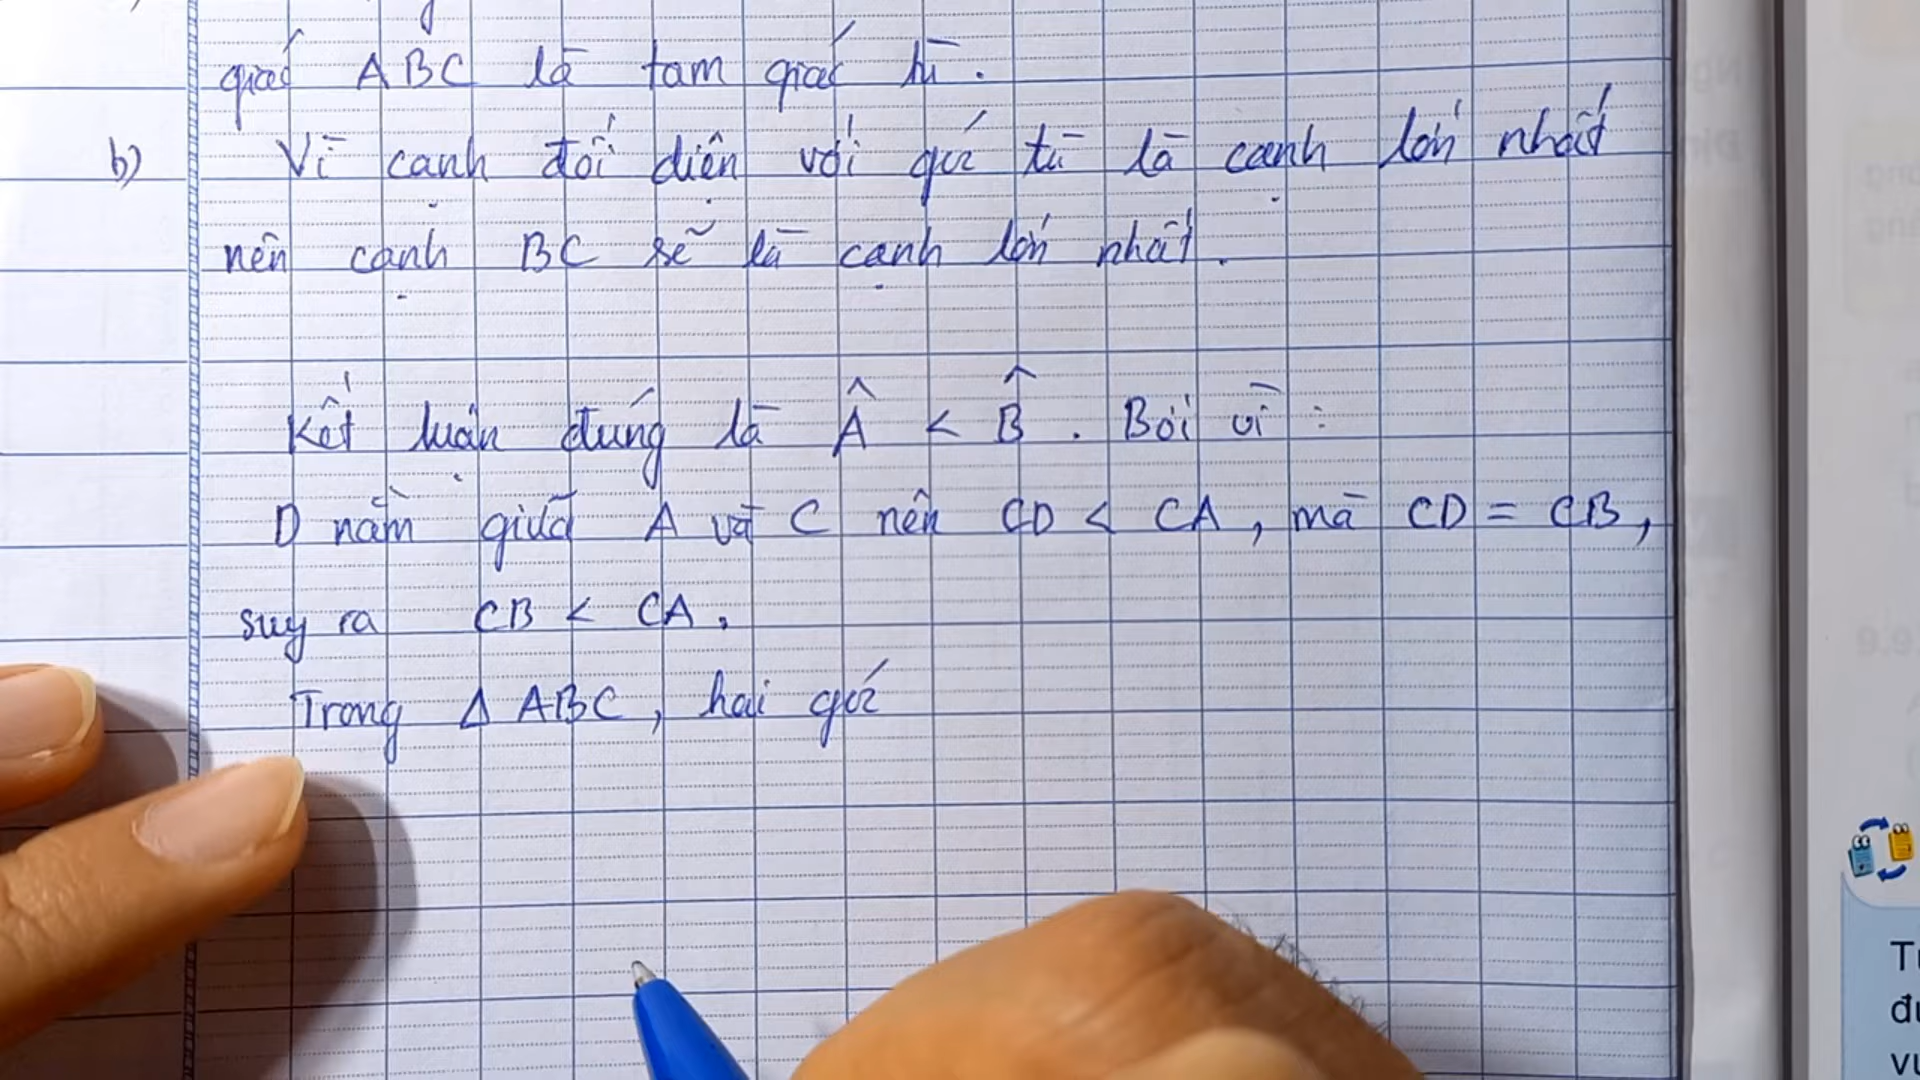 giác ABC là tam giác tù.
b) Vì cạnh đối diện với góc tù là cạnh lớn nhất
nên cạnh BC sẽ là cạnh lớn nhất.
Kết luận đúng là Â < B̂. Bởi vì:
D nằm giữa A và C nên CD < CA, mà CD = CB,
suy ra CB < CA.
Trong Δ ABC, hai góc